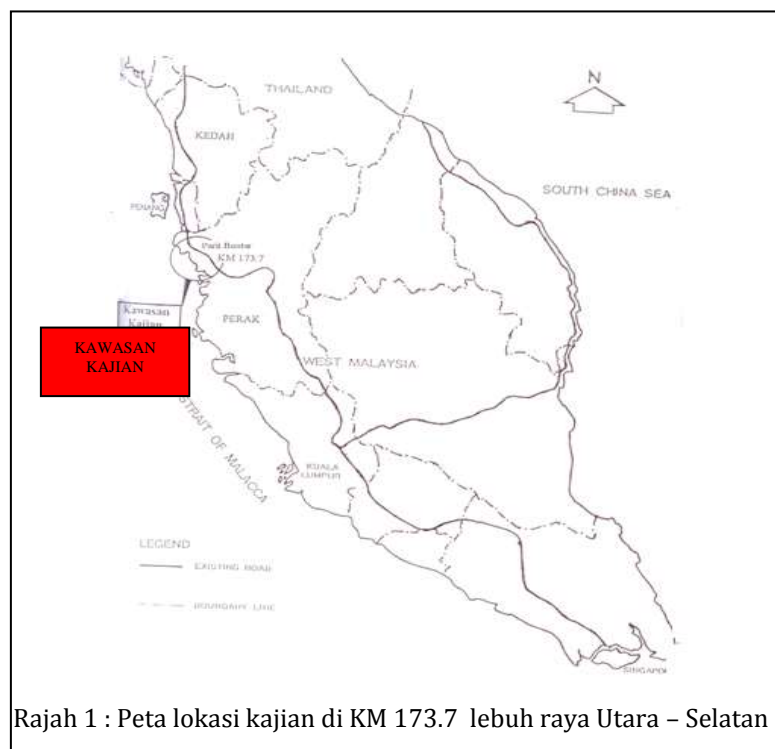 N
THAILAND
KEDAH
SOUTH CHINA SEA
PENANG
Parit Buntar
KM 173.7
Kawasan
Kajian
PERAK
KAWASAN
KAJIAN
WEST MALAYSIA
STRAIT OF MALACCA
KUALA
LUMPUR
LEGEND
EXISTING ROAD
BOUNDARY LINE
Rajah 1 : Peta lokasi kajian di KM 173.7 lebuh raya Utara – Selatan